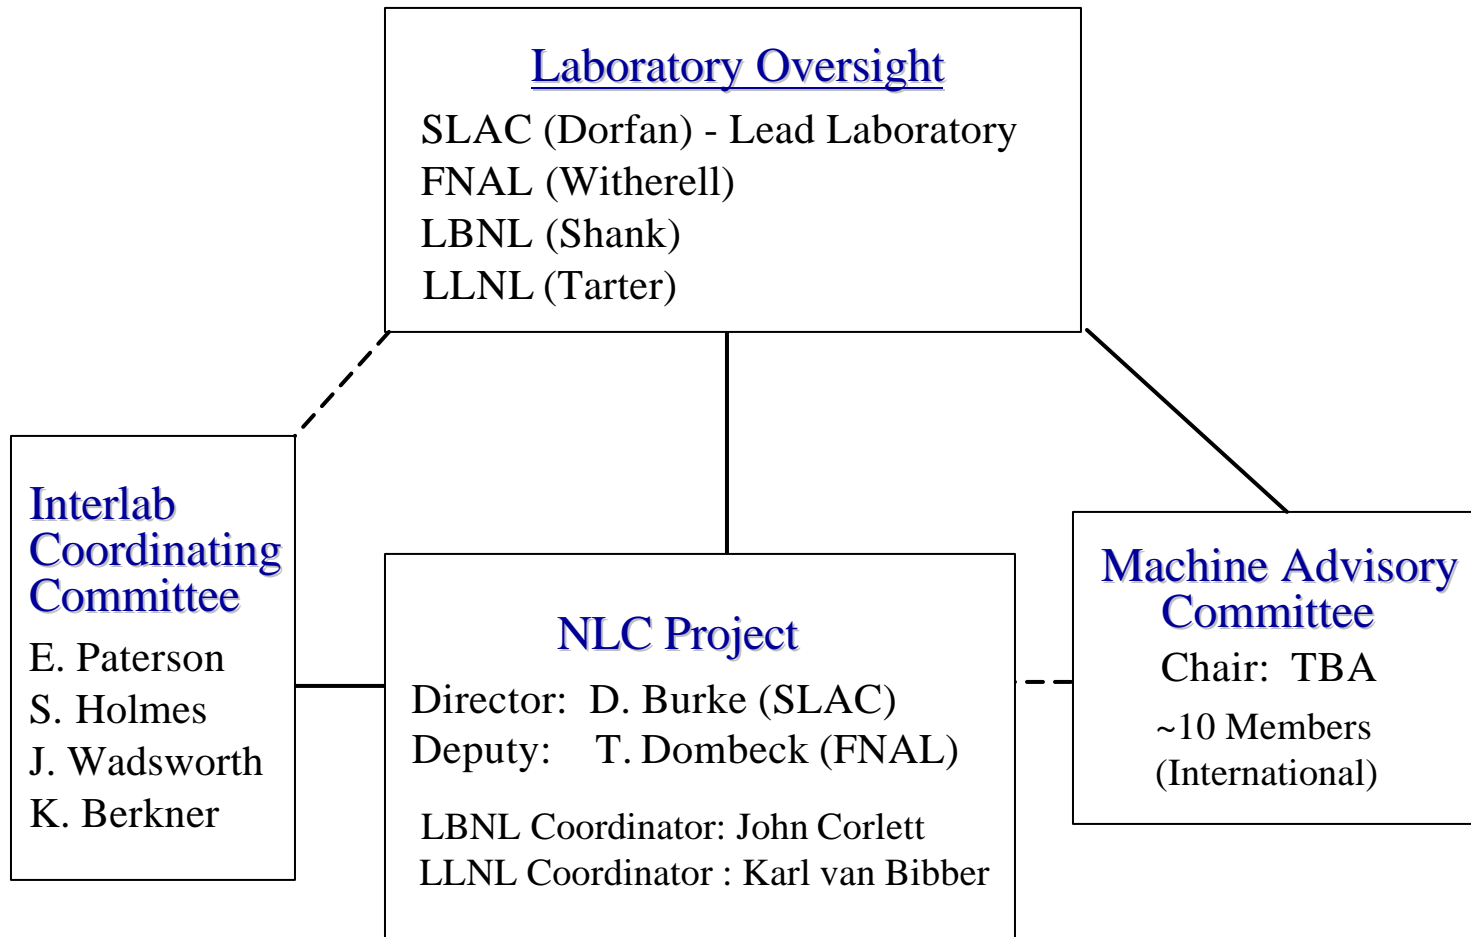 Laboratory Oversight
SLAC (Dorfan) - Lead Laboratory
FNAL (Witherell)
LBNL (Shank)
LLNL (Tarter)
Interlab
Coordinating
Committee
E. Paterson
S. Holmes
J. Wadsworth
K. Berkner
NLC Project
Director: D. Burke (SLAC)
Deputy: T. Dombeck (FNAL)
LBNL Coordinator: John Corlett
LLNL Coordinator : Karl van Bibber
Machine Advisory
Committee
Chair: TBA
~10 Members
(International)